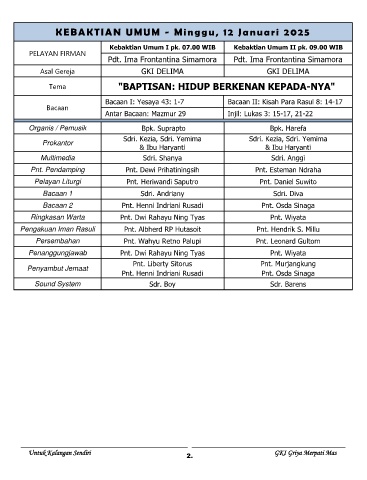 KEBAKTIAN UMUM - Minggu, 12 Januari 2025
PELAYAN FIRMAN
Kebaktian Umum I pk. 07.00 WIB Kebaktian Umum II pk. 09.00 WIB
Pdt. Ima Frontantina Simamora Pdt. Ima Frontantina Simamora
Asal Gereja GKI DELIMA GKI DELIMA
Tema "BAPTISAN: HIDUP BERKENAN KEPADA-NYA"
Bacaan
Bacaan I: Yesaya 43: 1-7 Bacaan II: Kisah Para Rasul 8: 14-17
Antar Bacaan: Mazmur 29 Injil: Lukas 3: 15-17, 21-22
Organis / Pemusik Bpk. Suprapto Bpk. Harefa
Prokantor
Sdri. Kezia, Sdri. Yemima Sdri. Kezia, Sdri. Yemima
& Ibu Haryanti & Ibu Haryanti
Multimedia Sdri. Shanya Sdri. Anggi
Pnt. Pendamping Pnt. Dewi Prihatiningsih Pnt. Esteman Ndraha
Pelayan Liturgi Pnt. Heriwandi Saputro Pnt. Daniel Suwito
Bacaan 1 Sdri. Andriany Sdri. Diva
Bacaan 2 Pnt. Henni Indriani Rusadi Pnt. Osda Sinaga
Ringkasan Warta Pnt. Dwi Rahayu Ning Tyas Pnt. Wiyata
Pengakuan Iman Rasuli Pnt. Albherd RP Hutasoit Pnt. Hendrik S. Millu
Persembahan Pnt. Wahyu Retno Palupi Pnt. Leonard Gultom
Penanggungjawab Pnt. Dwi Rahayu Ning Tyas Pnt. Wiyata
Penyambut Jemaat
Pnt. Liberty Sitorus Pnt. Murjangkung
Pnt. Henni Indriani Rusadi Pnt. Osda Sinaga
Sound System Sdr. Boy Sdr. Barens
Untuk Kalangan Sendiri 2. GKI Griya Merpati Mas